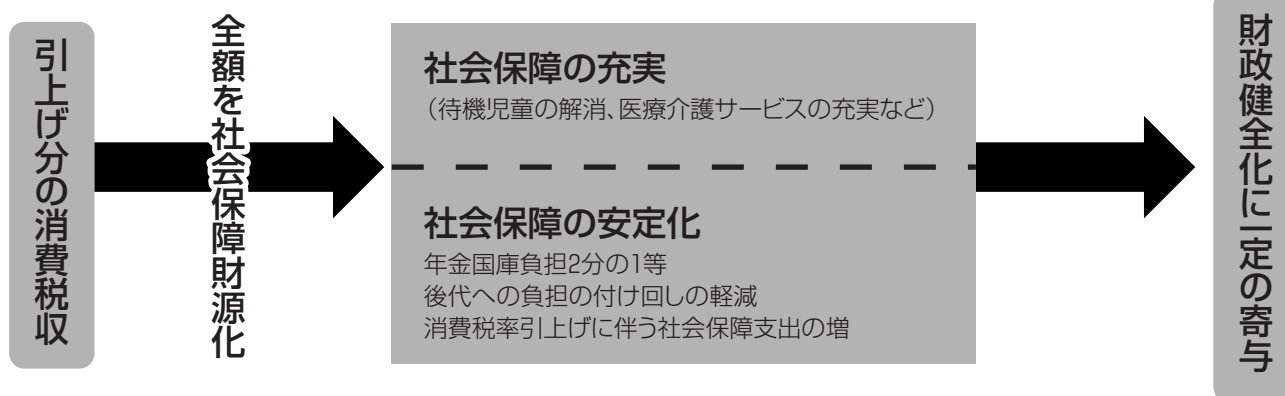 引上げ分の消費税収
全額を社会保障財源化
社会保障の充実
（待機児童の解消、医療介護サービスの充実など）
社会保障の安定化
年金国庫負担2分の1等
後代への負担の付け回しの軽減
消費税率引上げに伴う社会保障支出の増
財政健全化に一定の寄与